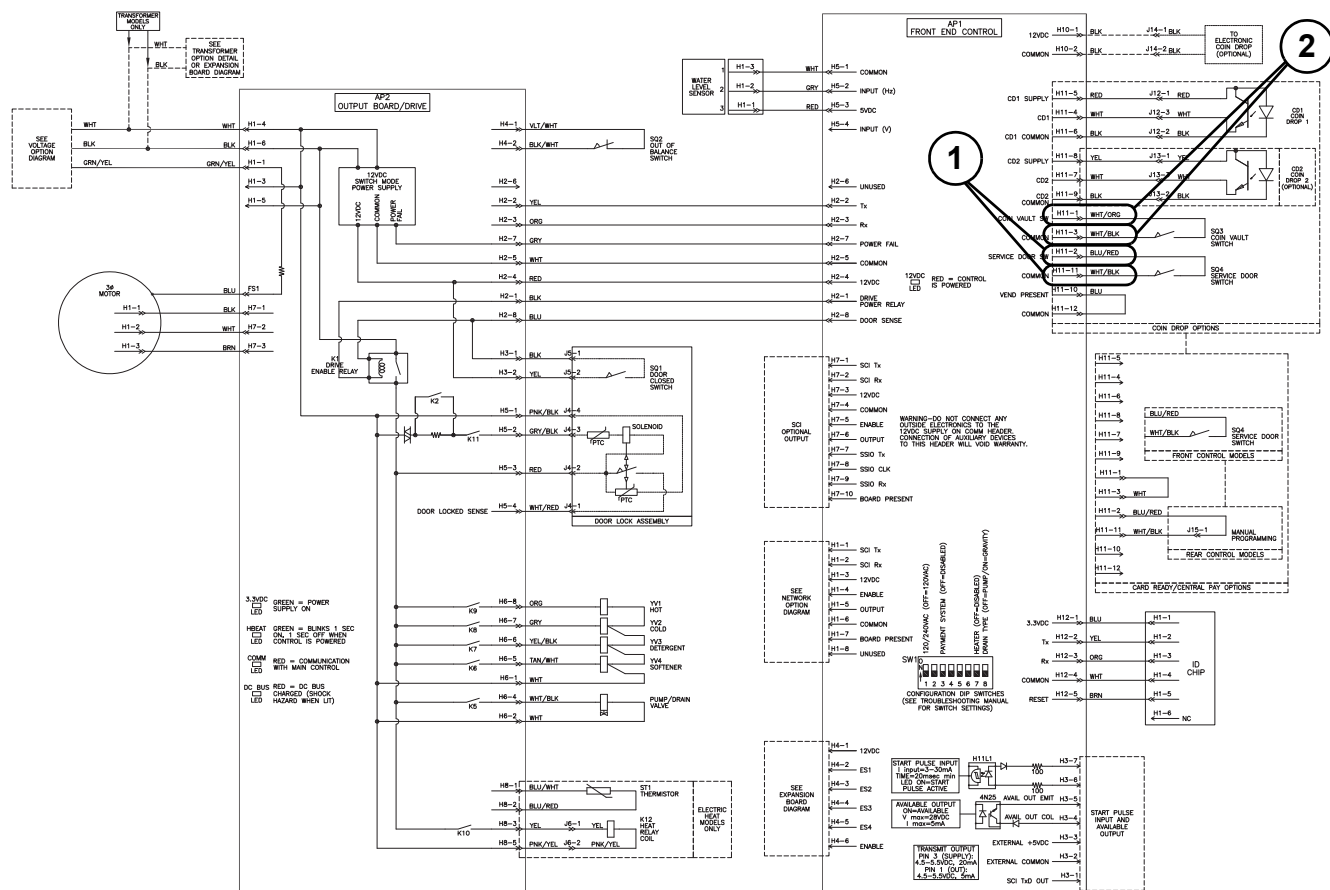 TRANSFORMER
MODELS
ONLY
WHT
SEE
TRANSFORMER
OPTION DETAIL
OR EXPANSION
BOARD DIAGRAM
BLK
SEE
VOLTAGE
OPTION
DIAGRAM
WHT
BLK
GRN/YEL
WHT
BLK
GRN/YEL
AP2
OUTPUT BOARD/DRIVE
H1-4
H1-6
H1-1
H1-3
H1-5
12VDC
SWITCH MODE
POWER SUPPLY
12VDC
COMMON
POWER
FAIL
H4-1 VLT/WHT
H4-2 BLK/WHT
SQ2
OUT OF
BALANCE
SWITCH
H2-6
H2-2 YEL
H2-3 ORG
H2-7 GRY
H2-5 WHT
H2-4 RED
H2-1 BLK
H2-8 BLU
3ø
MOTOR
H1-1
H1-2
H1-3
BLU FS1
BLK H7-1
WHT H7-2
BRN H7-3
K1
DRIVE
ENABLE RELAY
H3-1 BLK J5-1
H3-2 YEL J5-2
SQ1
DOOR
CLOSED
SWITCH
K2
K11
H5-1 PNK/BLK J4-4
H5-2 GRY/BLK J4-3
SOLENOID
PTC
H5-3 RED J4-2
PTC
DOOR LOCKED SENSE H5-4 WHT/RED J4-1
DOOR LOCK ASSEMBLY
3.3VDC
LED
GREEN = POWER
SUPPLY ON
HBEAT
LED
GREEN = BLINKS 1 SEC
ON, 1 SEC OFF WHEN
CONTROL IS POWERED
COMM
LED
RED = COMMUNICATION
WITH MAIN CONTROL
DC BUS
LED
RED = DC BUS
CHARGED (SHOCK
HAZARD WHEN LIT)
K9 H6-8 ORG
YV1
HOT
K8 H6-7 GRY
YV2
COLD
K7 H6-6 YEL/BLK
YV3
DETERGENT
K6 H6-5 TAN/WHT
YV4
SOFTENER
H6-1 WHT
K5 H6-4 WHT/BLK
PUMP/DRAIN
VALVE
H6-2 WHT
H8-1 BLU/WHT
ST1
THERMISTOR
H8-2 BLU/RED
K10 H8-3 YEL J6-1 YEL
K12
HEAT
RELAY
COIL
H8-5 PNK/YEL J6-2 PNK/YEL
ELECTRIC
HEAT
MODELS
ONLY
AP1
FRONT END CONTROL
WATER
LEVEL
SENSOR
1 H1-3 WHT H5-1 COMMON
2 H1-2 GRY H5-2 INPUT (Hz)
3 H1-1 RED H5-3 5VDC
H5-4 INPUT (V)
H2-6 UNUSED
H2-2 Tx
H2-3 Rx
H2-7 POWER FAIL
H2-5 COMMON
H2-4 12VDC
H2-1 DRIVE
POWER RELAY
H2-8 DOOR SENSE
12VDC
LED
RED = CONTROL
IS POWERED
SCI
OPTIONAL
OUTPUT
H7-1 SCI Tx
H7-2 SCI Rx
H7-3 12VDC
H7-4 COMMON
H7-5 ENABLE
H7-6 OUTPUT
H7-7 SSIO Tx
H7-8 SSIO CLK
H7-9 SSIO Rx
H7-10 BOARD PRESENT
WARNING-DO NOT CONNECT ANY
OUTSIDE ELECTRONICS TO THE
12VDC SUPPLY ON COMM HEADER.
CONNECTION OF AUXILIARY DEVICES
TO THIS HEADER WILL VOID WARRANTY.
SEE
NETWORK
OPTION
DIAGRAM
H1-1 SCI Tx
H1-2 SCI Rx
H1-3 12VDC
H1-4 ENABLE
H1-5 OUTPUT
H1-6 COMMON
H1-7 BOARD PRESENT
H1-8 UNUSED
120/240VAC (OFF=120VAC)
PAYMENT SYSTEM (OFF=DISABLED)
HEATER (OFF=DISABLED)
DRAIN TYPE (OFF=PUMP/ON=GRAVITY)
SW1
O
N
1 2 3 4 5 6 7 8
CONFIGURATION DIP SWITCHES
(SEE TROUBLESHOOTING MANUAL
FOR SWITCH SETTINGS)
SEE
EXPANSION
BOARD
DIAGRAM
H4-1 12VDC
H4-2 ES1
H4-3 ES2
H4-4 ES3
H4-5 ES4
H4-6 ENABLE
START PULSE INPUT
I input=3-30mA
TIME=20msec min
LED ON=START
PULSE ACTIVE
H11L1
AVAILABLE OUTPUT
ON=AVAILABLE
V max=28VDC
I max=5mA
4N25
AVAIL OUT EMIT
AVAIL OUT COL
TRANSMIT OUTPUT
PIN 3 (SUPPLY):
4.5-5.5VDC, 20mA
PIN 1 (OUT):
4.5-5.5VDC, 5mA
100 H3-7
100 H3-6
H3-5
H3-4
EXTERNAL +5VDC H3-3
EXTERNAL COMMON H3-2
SCI TxD OUT H3-1
START PULSE
INPUT AND
AVAILABLE
OUTPUT
12VDC H10-1 BLK J14-1 BLK
COMMON H10-2 BLK J14-2 BLK
TO
ELECTRONIC
COIN DROP
(OPTIONAL)
1
2
CD1 SUPPLY H11-5 RED J12-1 RED
CD1 H11-4 WHT J12-3 WHT
CD1 COMMON H11-6 BLK J12-2 BLK
CD1
COIN
DROP 1
CD2 SUPPLY H11-8 YEL J13-1 YEL
CD2 H11-7 WHT J13-3 WHT
CD2
COMMON
H11-9 BLK J13-2 BLK
CD2
COIN
DROP 2
(OPTIONAL)
COIN VAULT SW H11-1 WHT/ORG
COMMON H11-3 WHT/BLK
SQ3
COIN VAULT
SWITCH
SERVICE DOOR SW H11-2 BLU/RED
COMMON H11-11 WHT/BLK
SQ4
SERVICE DOOR
SWITCH
VEND PRESENT H11-10 BLU
COMMON H11-12
COIN DROP OPTIONS
H11-5
H11-4
H11-6
H11-8
H11-7
H11-9
BLU/RED
WHT/BLK
SQ4
SERVICE DOOR
SWITCH
FRONT CONTROL MODELS
H11-1
H11-3 WHT
H11-2 BLU/RED
H11-11 WHT/BLK J15-1
MANUAL
PROGRAMMING
REAR CONTROL MODELS
H11-10
H11-12
CARD READY/CENTRAL PAY OPTIONS
3.3VDC H12-1 BLU H1-1
Tx H12-2 YEL H1-2
Rx H12-3 ORG H1-3
COMMON H12-4 WHT H1-4
RESET H12-5 BRN H1-5
H1-6 NC
ID
CHIP